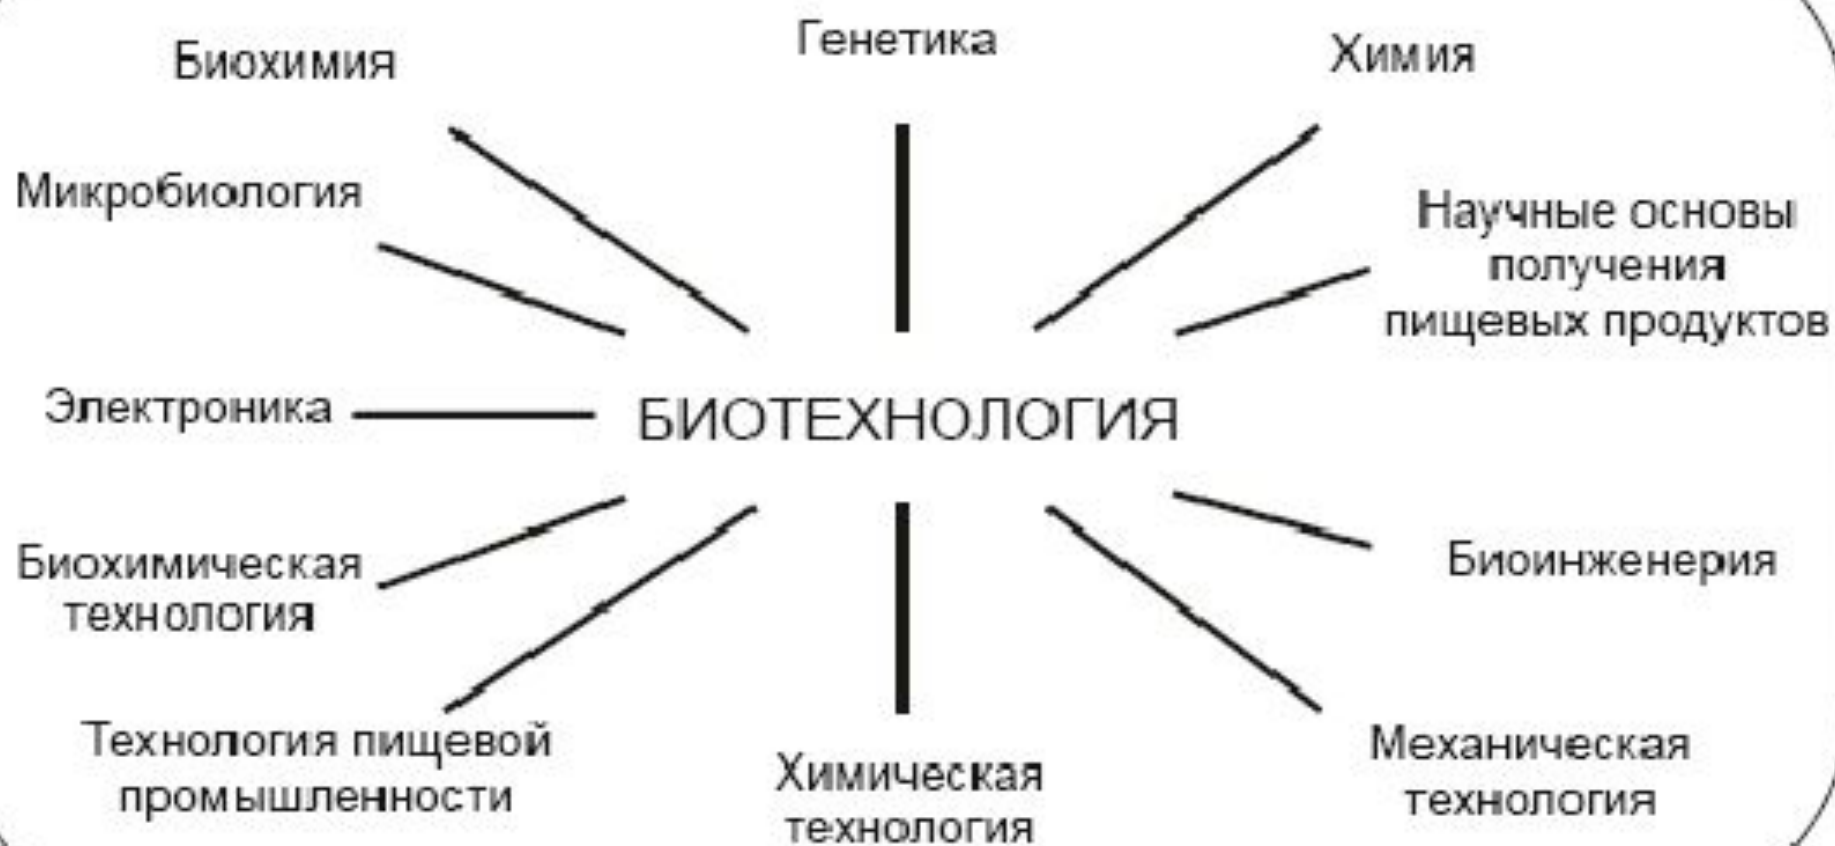 Биохимия
Генетика
Химия
Микробиология
Научные основы
получения
пищевых продуктов
Электроника
БИОТЕХНОЛОГИЯ
Биохимическая
технология
Биоинженерия
Технология пищевой
промышленности
Химическая
технология
Механическая
технология